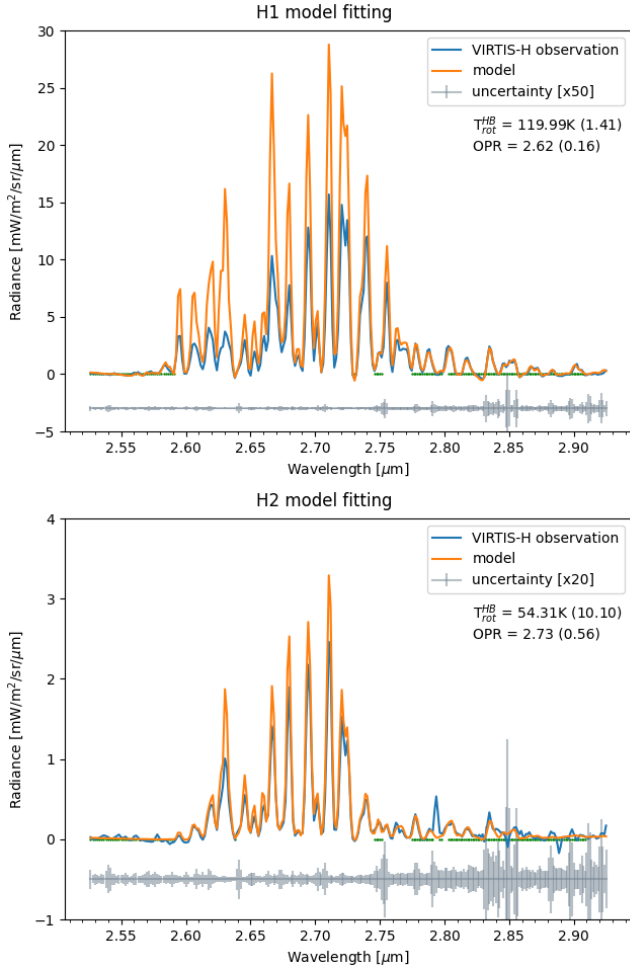 H1 model fitting
30
25
20
15
10
5
0
−5
Radiance [mW/m²/sr/μm]
VIRTIS-H observation
model
uncertainty [x50]
T_rot^HB = 119.99K (1.41)
OPR = 2.62 (0.16)
2.55 2.60 2.65 2.70 2.75 2.80 2.85 2.90
Wavelength [μm]
H2 model fitting
4
3
2
1
0
−1
Radiance [mW/m²/sr/μm]
VIRTIS-H observation
model
uncertainty [x20]
T_rot^HB = 54.31K (10.10)
OPR = 2.73 (0.56)
2.55 2.60 2.65 2.70 2.75 2.80 2.85 2.90
Wavelength [μm]